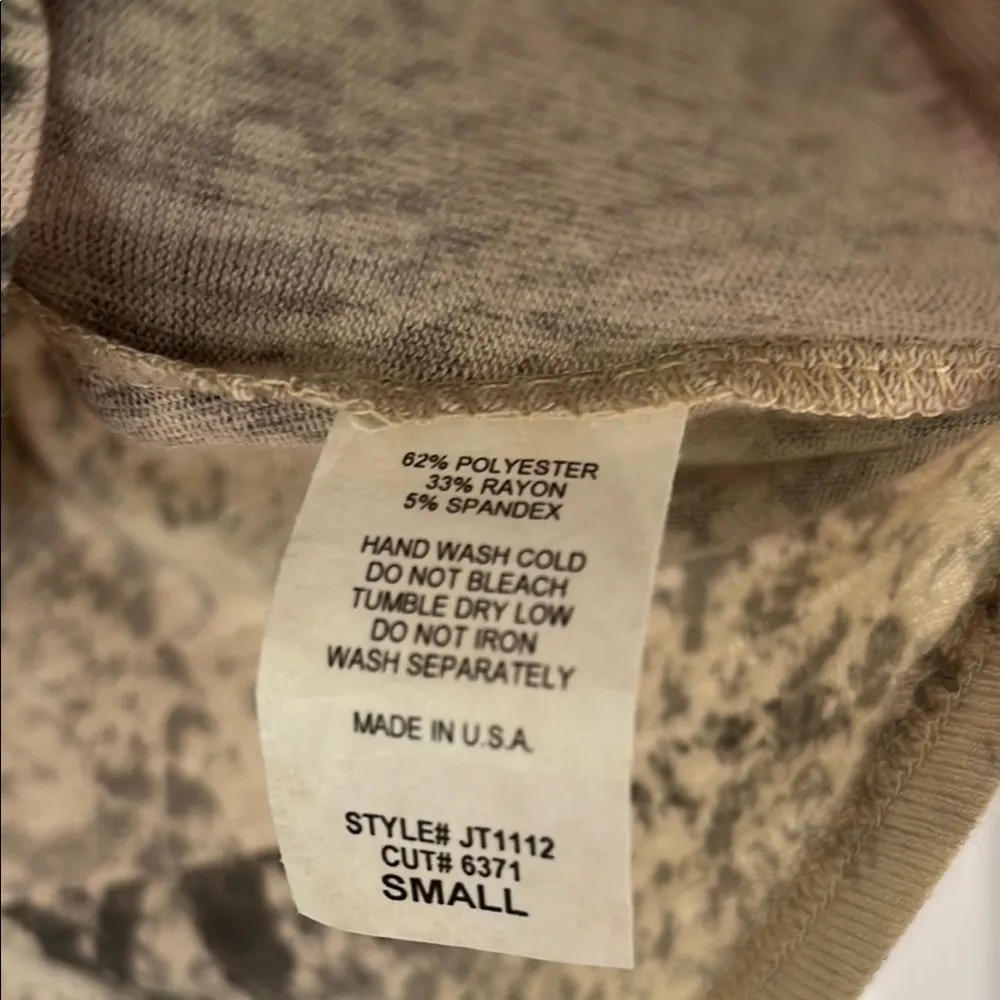 62% POLYESTER
33% RAYON
5% SPANDEX
HAND WASH COLD
DO NOT BLEACH
TUMBLE DRY LOW
DO NOT IRON
WASH SEPARATELY
MADE IN U.S.A.
STYLE# JT1112
CUT# 6371
SMALL